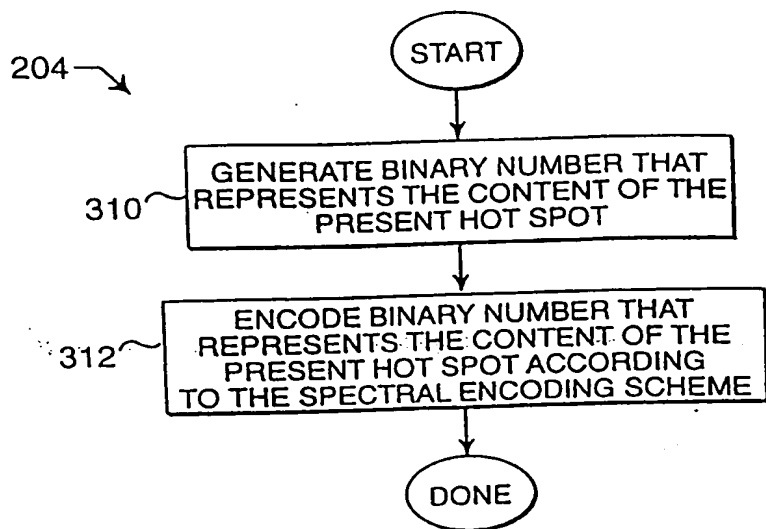 START
204
GENERATE BINARY NUMBER THAT
REPRESENTS THE CONTENT OF THE
PRESENT HOT SPOT.
310
ENCODE BINARY NUMBER THAT
REPRESENTS THE CONTENT OF THE
PRESENT HOT SPOT ACCORDING
TO THE SPECTRAL ENCODING SCHEME
312
DONE